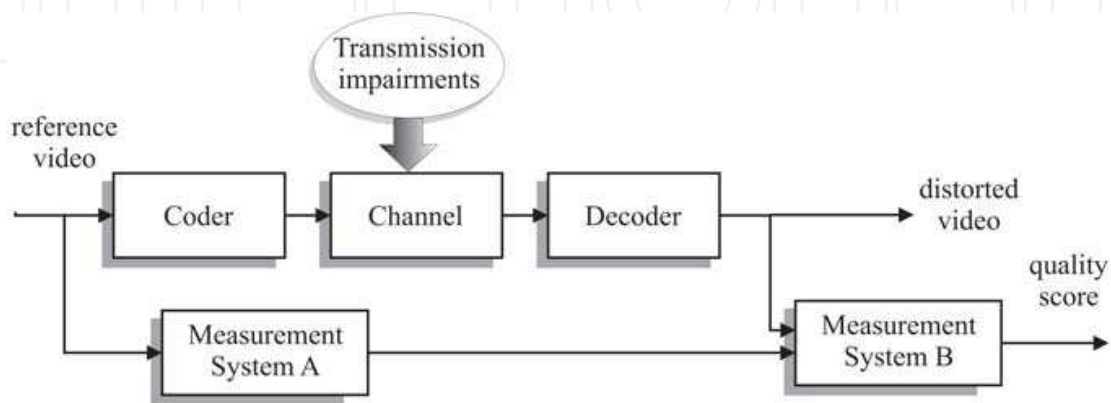 Transmission
impairments
reference
video
Coder
Channel
Decoder
distorted
video
quality
score
Measurement
System A
Measurement
System B